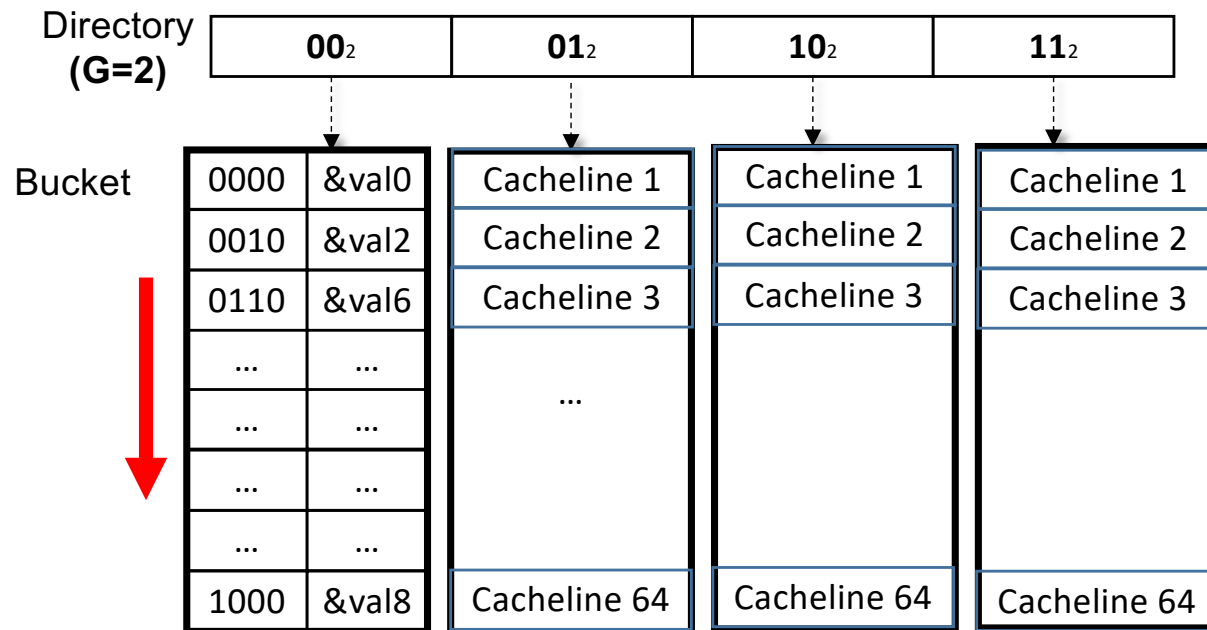 Directory
(G=2)
00₂ 01₂ 10₂ 11₂
Bucket
0000 &val0 Cacheline 1 Cacheline 1 Cacheline 1
0010 &val2 Cacheline 2 Cacheline 2 Cacheline 2
0110 &val6 Cacheline 3 Cacheline 3 Cacheline 3
... ...
... ... ...
... ...
... ...
1000 &val8 Cacheline 64 Cacheline 64 Cacheline 64